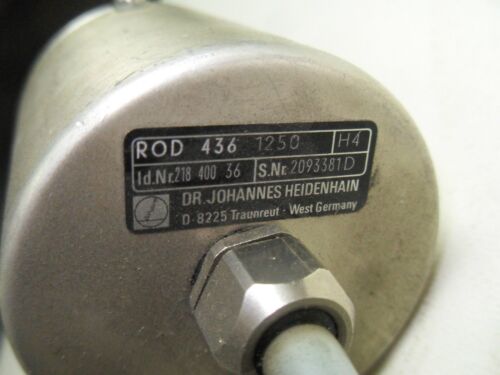 ROD 436 1250 H4
Id.Nr. 218 400 36 S.Nr. 2093381D
DR. JOHANNES HEIDENHAIN
D-8225 Traunreut · West Germany